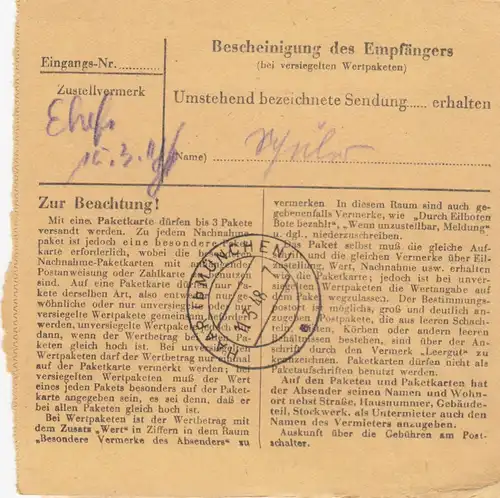 Bescheinigung des Empfängers
(bei versiegelten Wertpaketen)
Eingangs-Nr.
Zustellvermerk
Umstehend bezeichnete Sendung..... erhalten
(Name)
Zur Beachtung!
Mit eine. Paketkarte dürfen bis 3 Pakete
versandt werden. Zu jedem Nachnahme-
paket ist jedoch eine besondere Paket-
karte erforderlich, wobei die
Nachnahme-Paketkarten mit
Postanweisung oder Zahlkarte
sind. Auf eine Paketkarte dürfen
derselben Art, also entweder nur ge-
wöhnliche oder nur unversiegelte oder nur
versiegelte Wertpakete gemeinsam befördert
werden, unversiegelte Wertpakete
dann, wenn der Wertbetrag bei
keten gleich hoch ist. Bei unversiegelten
Wertpaketen darf der Wertbetrag nur einmal
auf der Paketkarte vermerkt werden; bei
versiegelten Wertpaketen muß der Wert
eines jeden Pakets besonders auf der Paket-
karte angegeben sein, es sei denn, daß er
bei allen Paketen gleich hoch ist.
Bei Wertpaketen ist der Wertbetrag mit
dem Zusatz „Wert" in Ziffern in dem Raum
„Besondere Vermerke des Absenders" zu
vermerken. In diesem Raum sind auch ge-
gebenenfalls Vermerke, wie „Durch Eilboten
Bote bezahlt", „Wenn unzustellbar, Meldung"
u. dgl. niederzuschreiben.
Das Paket selbst muß die gleiche Auf-
und die gleichen Vermerke über Eil-
zustellung, Wert, Nachnahme usw. erhalten
wie die Paketkarte; jedoch ist bei unver-
siegelten Wertpaketen die Wertangabe auf
dem Paket wegzulassen. Der Bestimmungs-
postort ist möglichst groß und deutlich an-
zugeben. Postpakete, die aus leeren Schach-
teln, Körben oder anderen leeren
Behältnissen bestehen, sind über der An-
schrift durch den Vermerk „Leergut" zu
kennzeichnen. Paketkarten dürfen nicht als
Paketaufschriften benutzt werden.
Auf den Paketen und Paketkarten hat
der Absender seinen Namen und Wohn-
ort nebst Straße, Hausnummer, Gebäude-
teil, Stockwerk, als Untermieter auch den
Namen des Vermieters anzugeben.
Auskunft über die Gebühren am Post-
schalter.